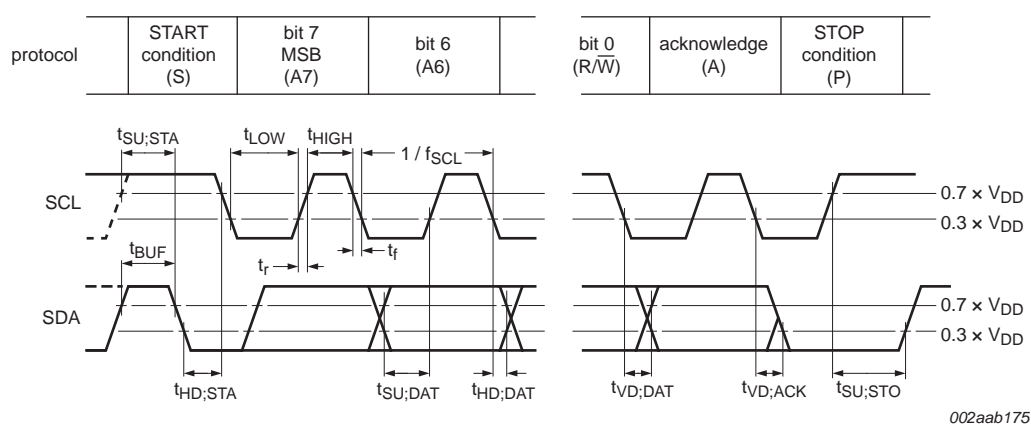 protocol
START
condition
(S)
bit 7
MSB
(A7)
bit 6
(A6)
bit 0
(R/W̅)
acknowledge
(A)
STOP
condition
(P)
tSU;STA
tLOW
tHIGH
1 / fSCL
SCL
0.7 × VDD
0.3 × VDD
tBUF
tr
tf
SDA
0.7 × VDD
0.3 × VDD
tHD;STA
tSU;DAT
tHD;DAT
tVD;DAT
tVD;ACK
tSU;STO
002aab175